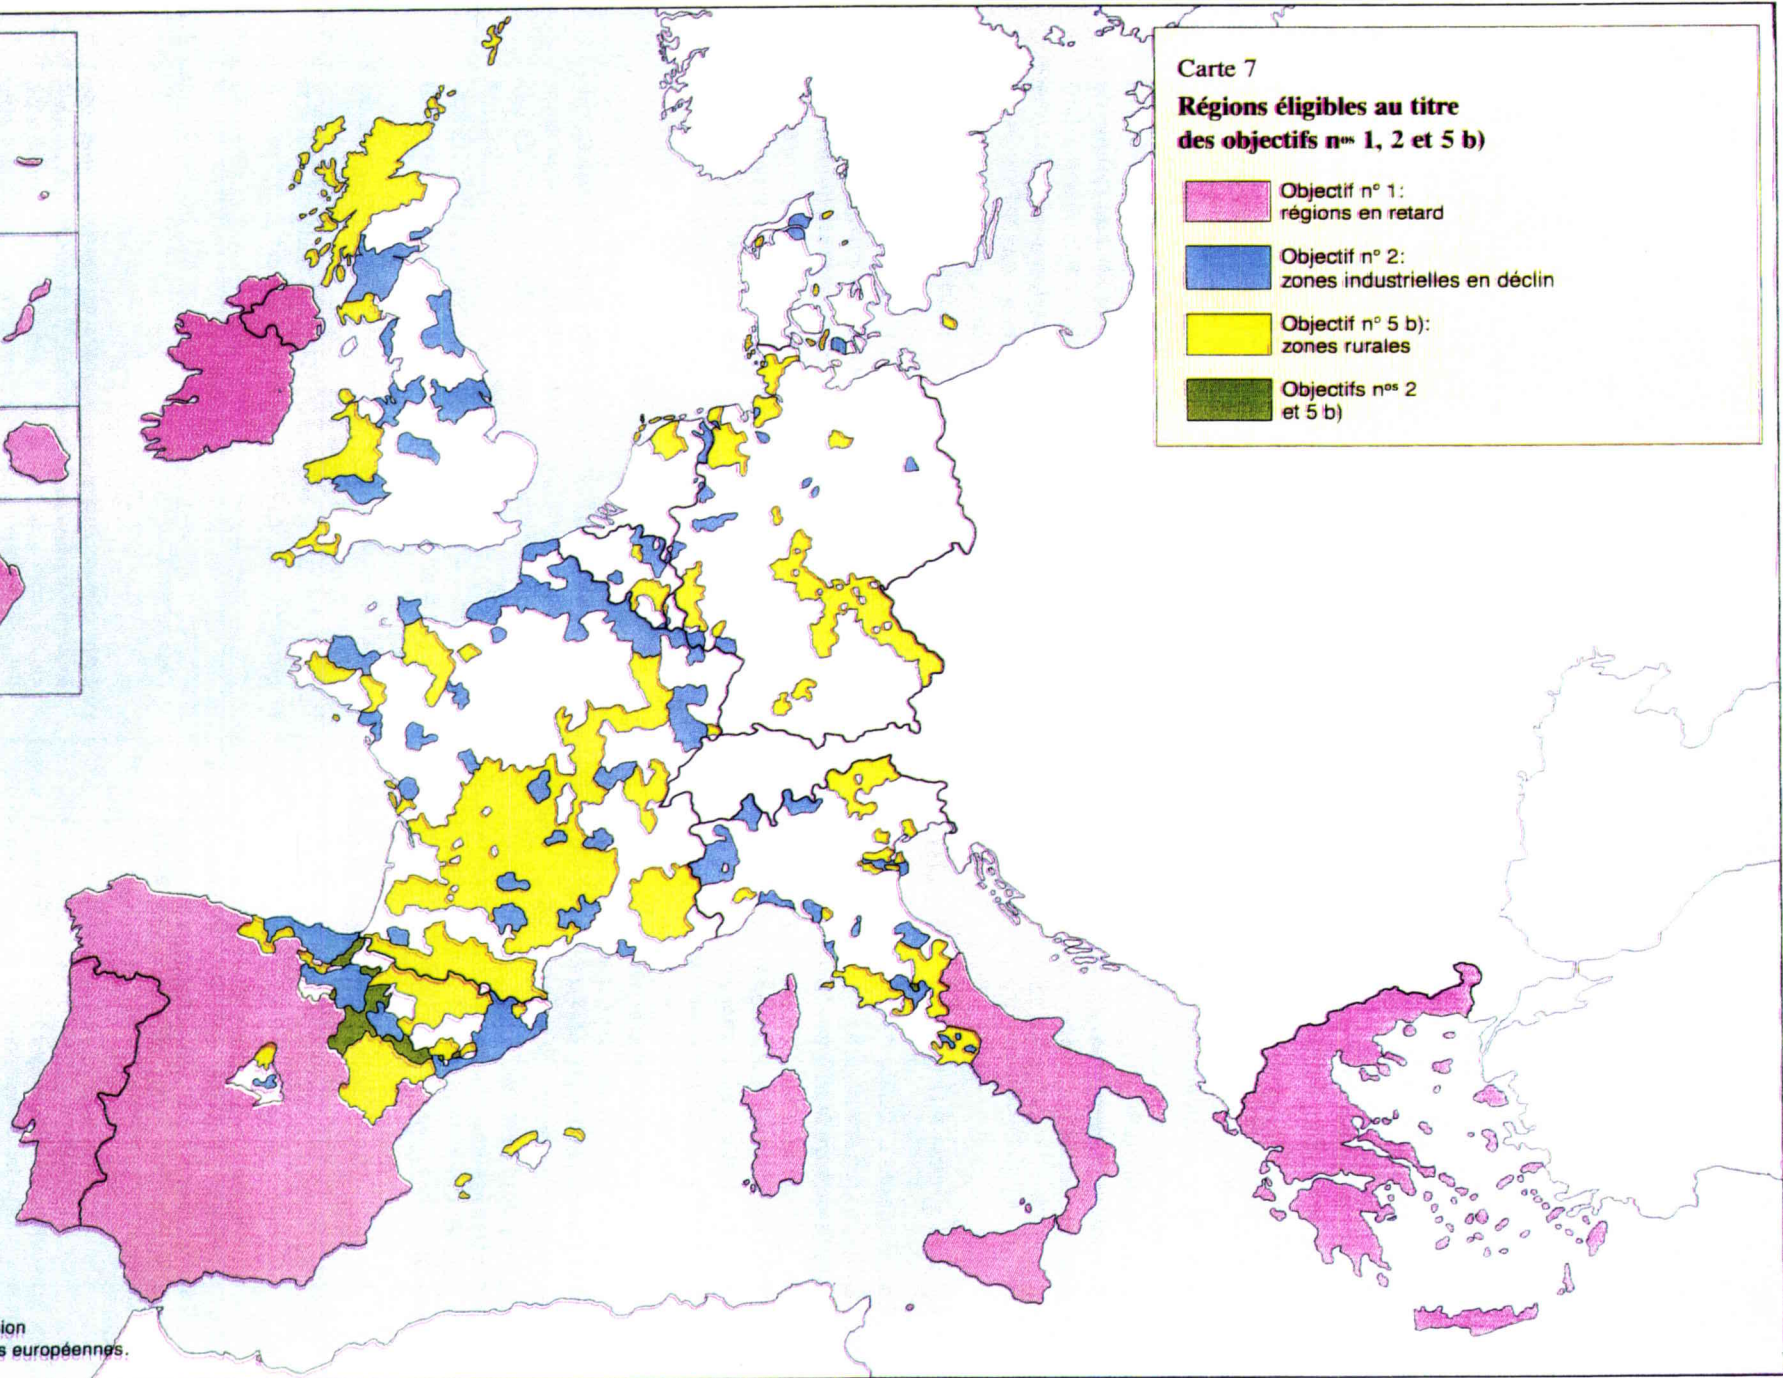 Carte 7
Régions éligibles au titre
des objectifs nos 1, 2 et 5 b)
Objectif n° 1:
régions en retard
Objectif n° 2:
zones industrielles en déclin
Objectif n° 5 b):
zones rurales
Objectifs nos 2
et 5 b)
ion
s européennes.